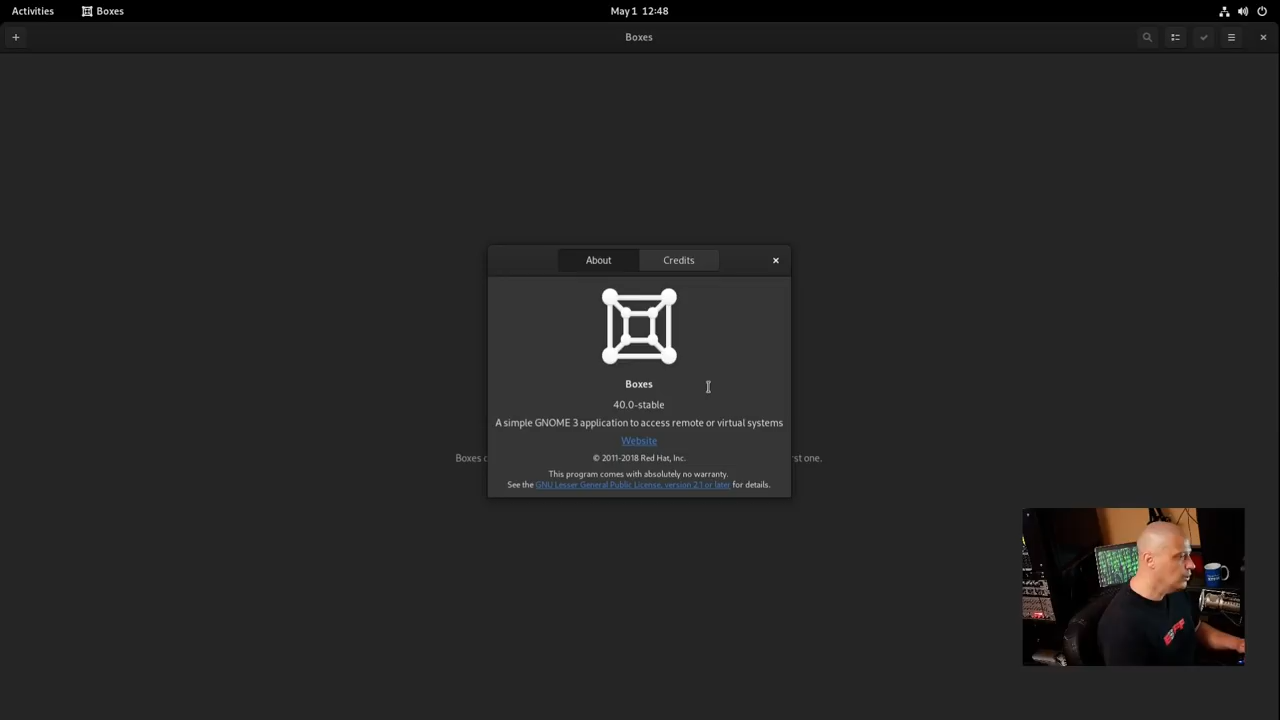 Activities
Boxes
May 1 12:48
Boxes
About
Credits
Boxes
40.0-stable
A simple GNOME 3 application to access remote or virtual systems
Website
Boxes c
rst one.
© 2011-2018 Red Hat, Inc.
This program comes with absolutely no warranty.
See the GNU Lesser General Public License, version 2.1 or later for details.